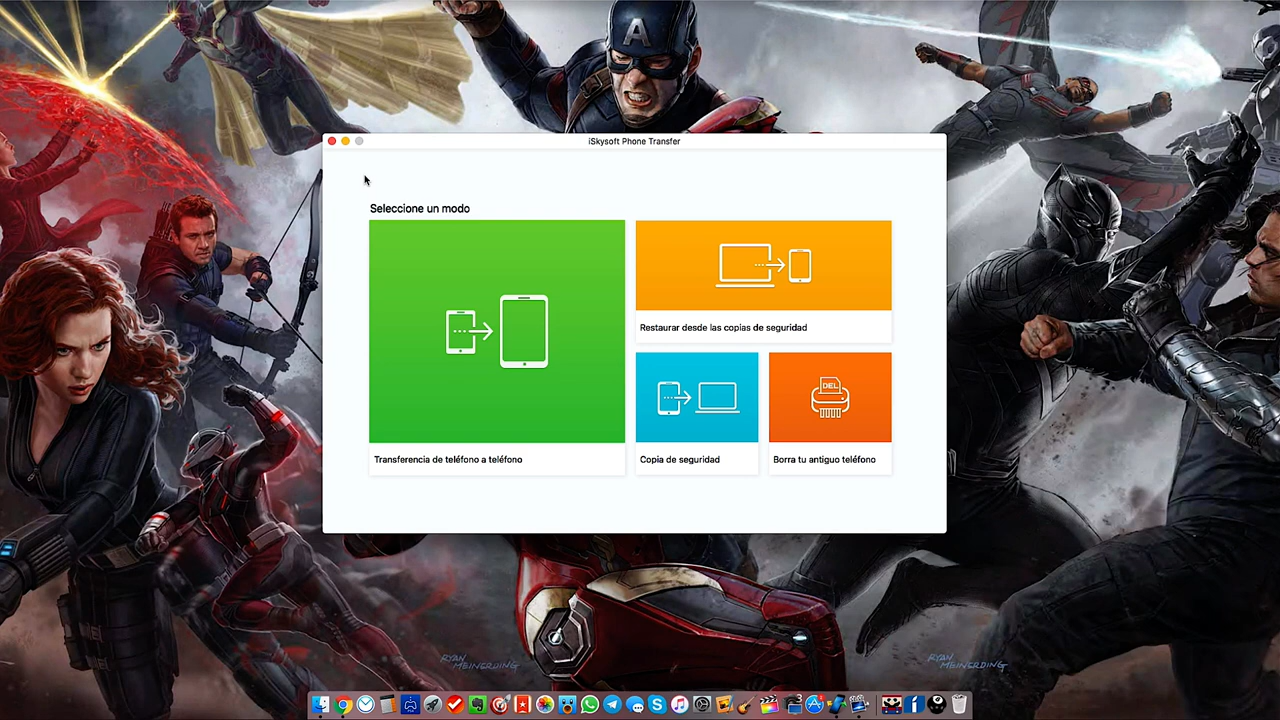 A
iSkysoft Phone Transfer
Seleccione un modo
Restaurar desde las copias de seguridad
DEL
Transferencia de teléfono a teléfono
Copia de seguridad
Borra tu antiguo teléfono
RYAN
MEINERDING
RYAN
MEINERDING
3